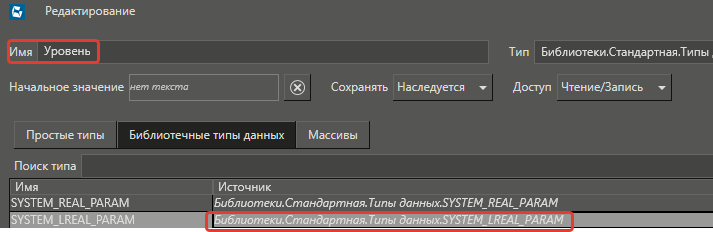 Редактирование
Имя Уровень Тип Библиотеки.Стандартная.Типы
Начальное значение нет текста Сохранять Наследуется Доступ Чтение/Запись
Простые типы Библиотечные типы данных Массивы
Поиск типа
Имя Источник
SYSTEM_REAL_PARAM Библиотеки.Стандартная.Типы данных.SYSTEM_REAL_PARAM
SYSTEM_LREAL_PARAM Библиотеки.Стандартная.Типы данных.SYSTEM_LREAL_PARAM